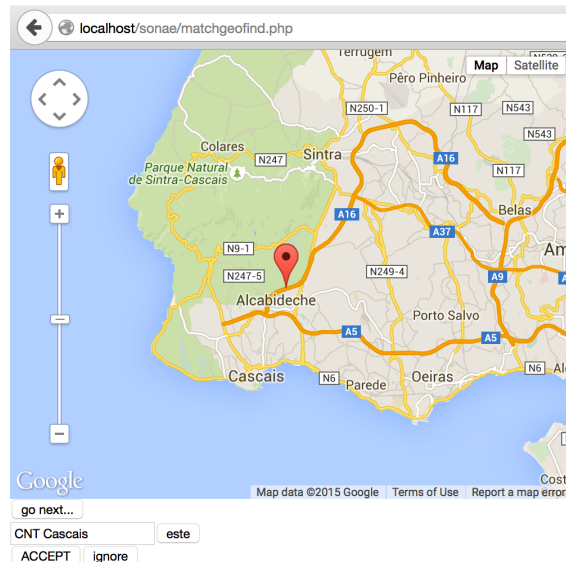 localhost/sonae/matchgeofind.php
Terrugem
Map Satellite
Pêro Pinheiro
N250-1
N117
N543
N543
Colares
N247
Sintra
A16
Parque Natural
de Sintra-Cascais
N117
A16
Belas
A37
N9-1
N247-5
N249-4
A9
Alcabideche
Porto Salvo
A5
A5
Cascais
N6
Parede
Oeiras
N6
Google
Map data ©2015 Google Terms of Use Report a map error
go next...
CNT Cascais este
ACCEPT ignore